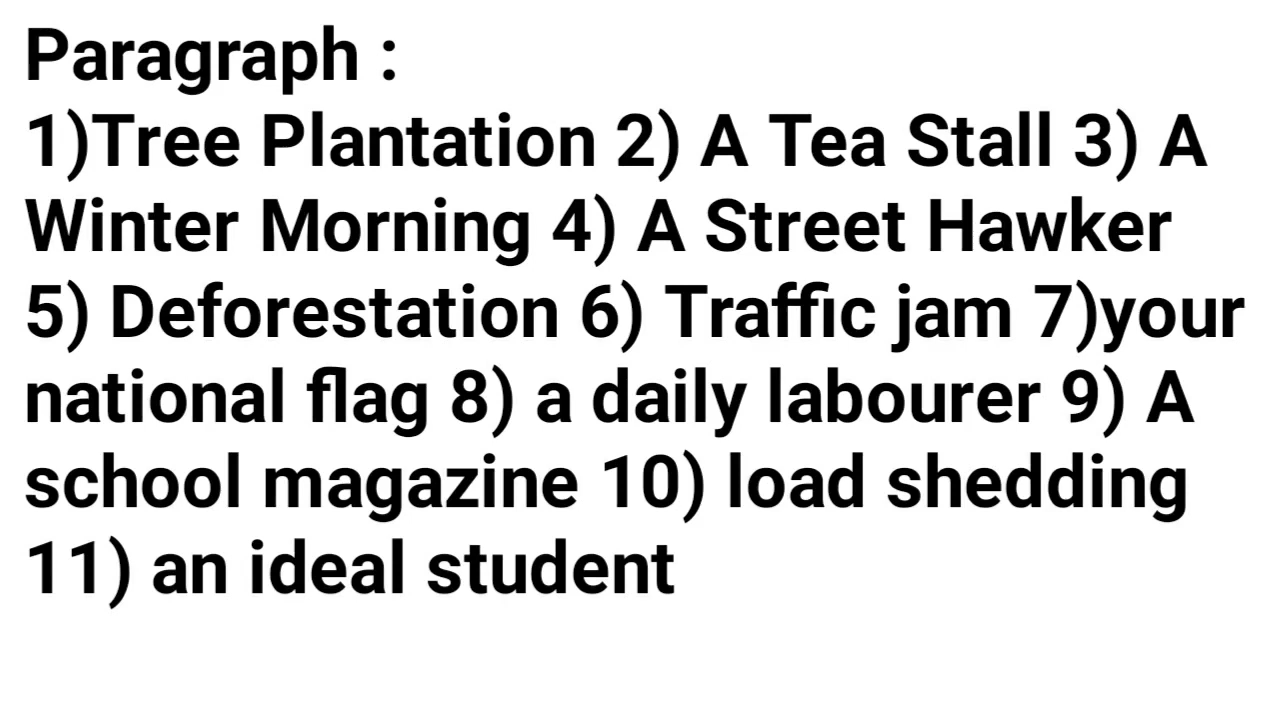 Paragraph :
1)Tree Plantation 2) A Tea Stall 3) A
Winter Morning 4) A Street Hawker
5) Deforestation 6) Traffic jam 7)your
national flag 8) a daily labourer 9) A
school magazine 10) load shedding
11) an ideal student